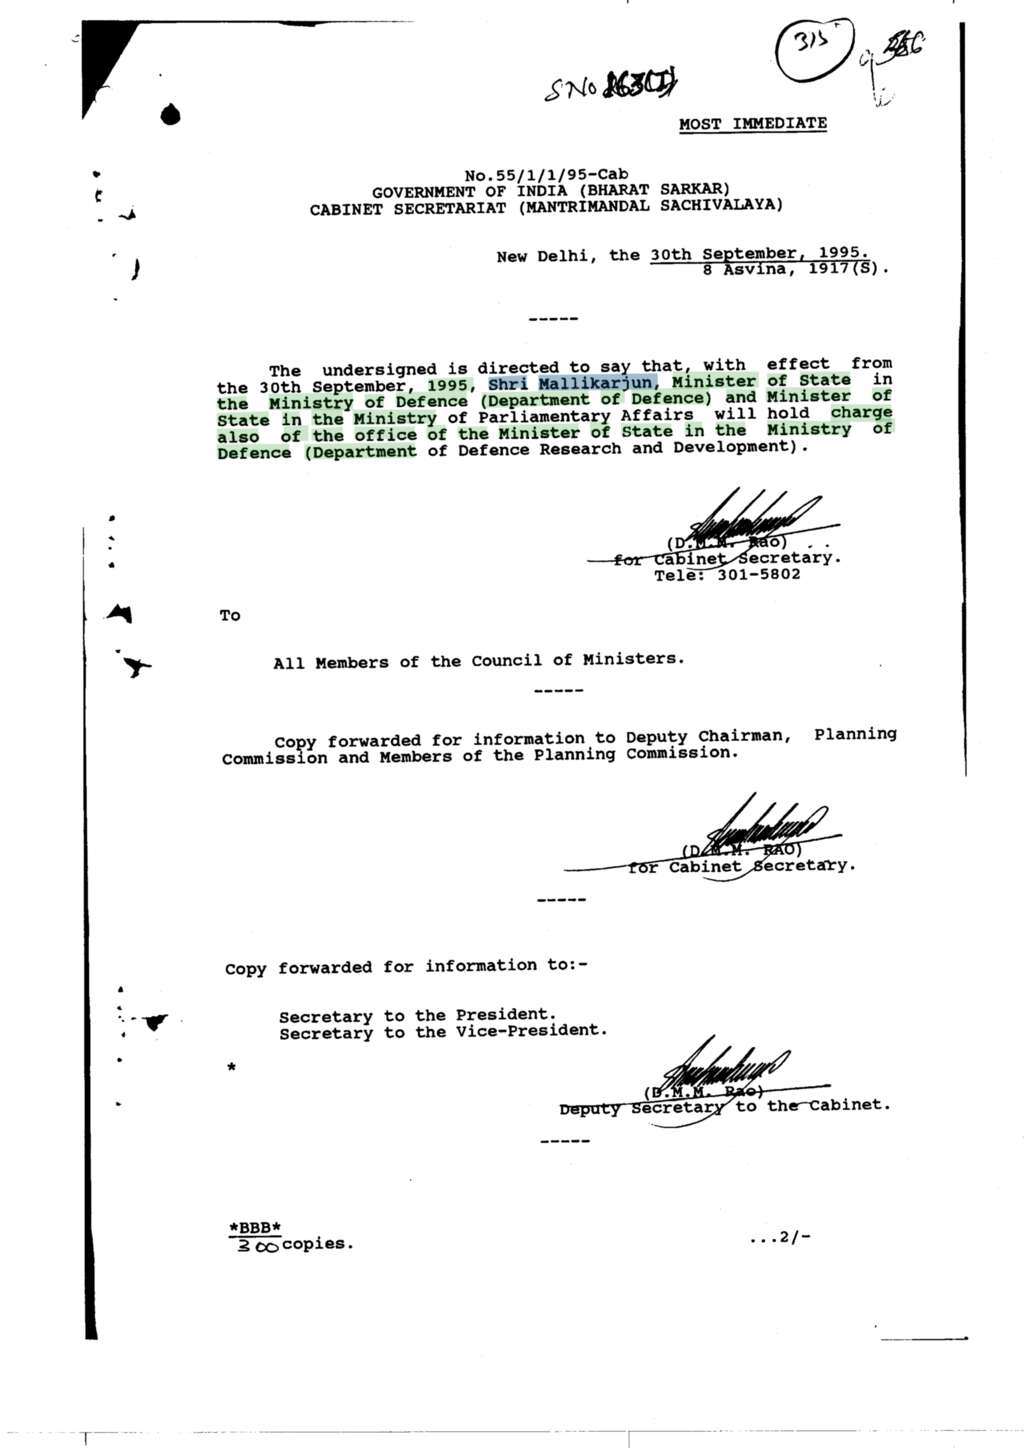 315
S No 163(I)
MOST IMMEDIATE
No.55/1/1/95-Cab
GOVERNMENT OF INDIA (BHARAT SARKAR)
CABINET SECRETARIAT (MANTRIMANDAL SACHIVALAYA)
New Delhi, the 30th September, 1995.
8 Asvina, 1917(S).
-----
The undersigned is directed to say that, with effect from
the 30th September, 1995, Shri Mallikarjun, Minister of State in
the Ministry of Defence (Department of Defence) and Minister of
State in the Ministry of Parliamentary Affairs will hold charge
also of the office of the Minister of State in the Ministry of
Defence (Department of Defence Research and Development).
(D.M.M. Rao)
for Cabinet Secretary.
Tele: 301-5802
To
All Members of the Council of Ministers.
-----
Copy forwarded for information to Deputy Chairman, Planning
Commission and Members of the Planning Commission.
(D.M.M. RAO)
for Cabinet Secretary.
-----
Copy forwarded for information to:-
Secretary to the President.
Secretary to the Vice-President.
*
(D.M.M. Rao)
Deputy Secretary to the Cabinet.
-----
*BBB*
300 copies.
...2/-